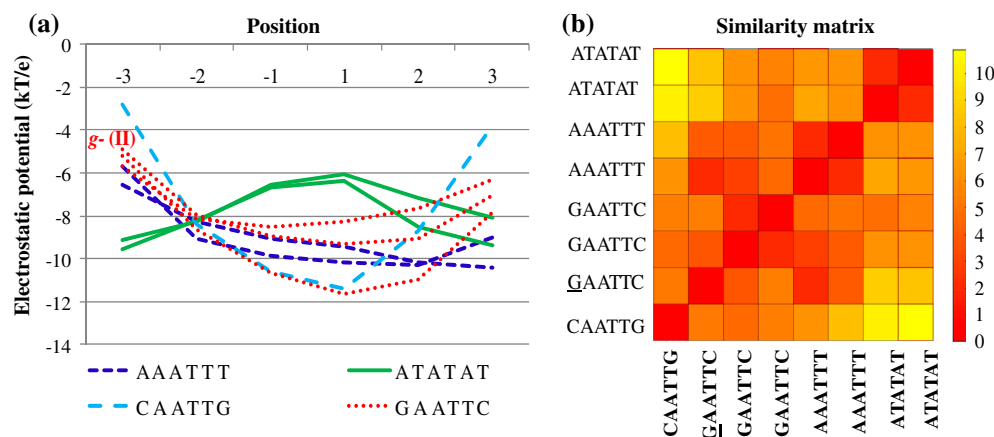 (a)
Position
Electrostatic potential (kT/e)
0
-2
-4
-6
-8
-10
-12
-14
-3 -2 -1 1 2 3
g- (II)
AAATTT
ATATAT
CAATTG
GAATTC
(b)
Similarity matrix
ATATAT
ATATAT
AAATTT
AAATTT
GAATTC
GAATTC
GAATTC
CAATTG
CAATTG
GAATTC
GAATTC
GAATTC
AAATTT
AAATTT
ATATAT
ATATAT
10
9
8
7
6
5
4
3
2
1
0